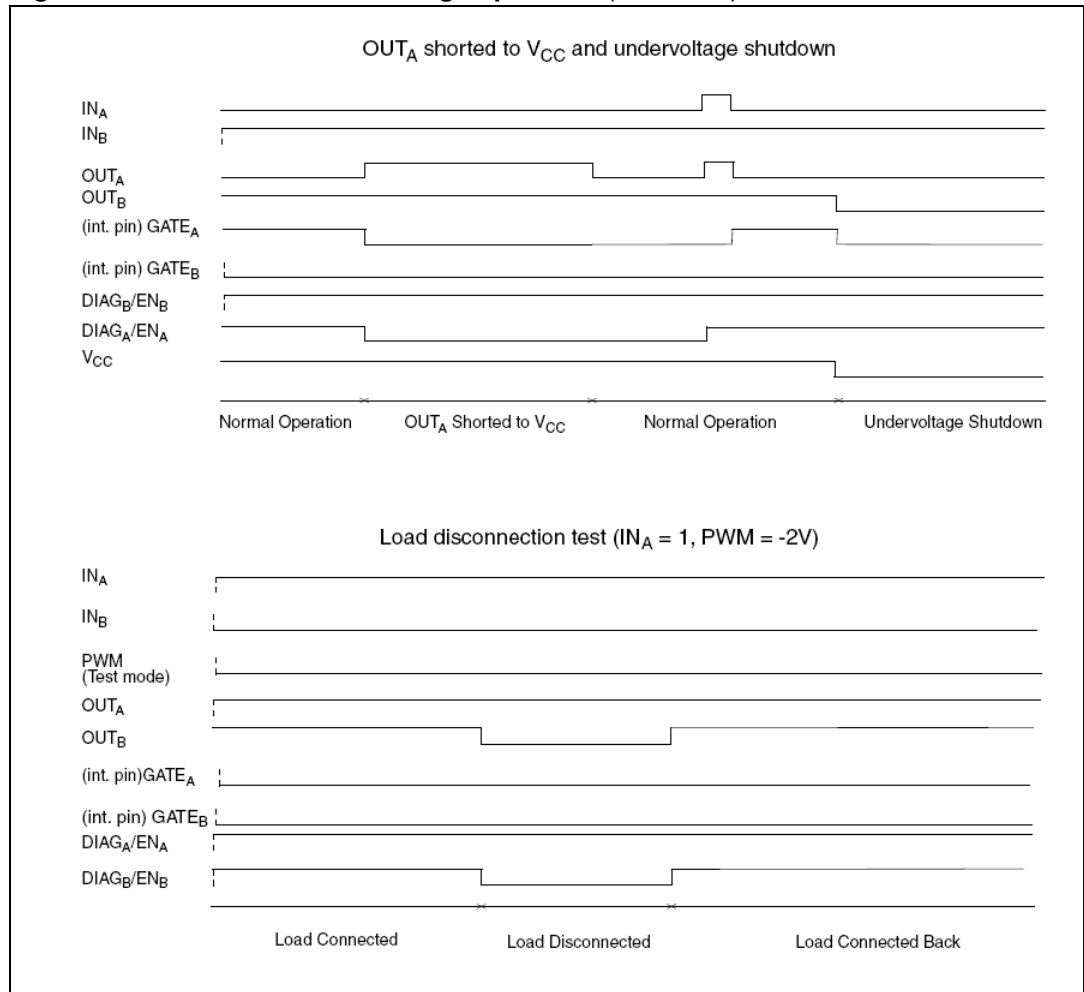 OUTA shorted to VCC and undervoltage shutdown
INA
INB
OUTA
OUTB
(int. pin) GATEA
(int. pin) GATEB
DIAGB/ENB
DIAGA/ENA
VCC
Normal Operation OUTA Shorted to VCC Normal Operation Undervoltage Shutdown
Load disconnection test (INA = 1, PWM = -2V)
INA
INB
PWM
(Test mode)
OUTA
OUTB
(int. pin)GATEA
(int. pin) GATEB
DIAGA/ENA
DIAGB/ENB
Load Connected Load Disconnected Load Connected Back